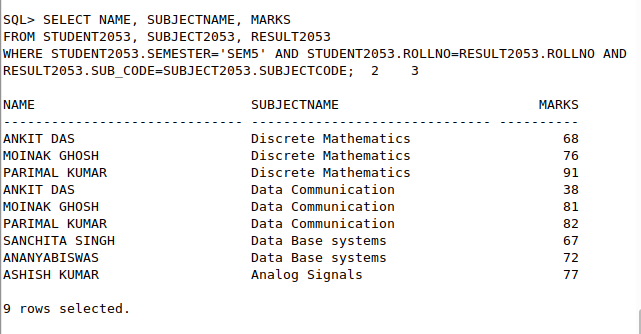 SQL> SELECT NAME, SUBJECTNAME, MARKS
FROM STUDENT2053, SUBJECT2053, RESULT2053
WHERE STUDENT2053.SEMESTER='SEM5' AND STUDENT2053.ROLLNO=RESULT2053.ROLLNO AND
RESULT2053.SUB_CODE=SUBJECT2053.SUBJECTCODE;  2    3

NAME                           SUBJECTNAME                         MARKS
------------------------------ ------------------------------ ----------
ANKIT DAS                      Discrete Mathematics                   68
MOINAK GHOSH                   Discrete Mathematics                   76
PARIMAL KUMAR                  Discrete Mathematics                   91
ANKIT DAS                      Data Communication                     38
MOINAK GHOSH                   Data Communication                     81
PARIMAL KUMAR                  Data Communication                     82
SANCHITA SINGH                 Data Base systems                      67
ANANYABISWAS                   Data Base systems                      72
ASHISH KUMAR                   Analog Signals                         77

9 rows selected.